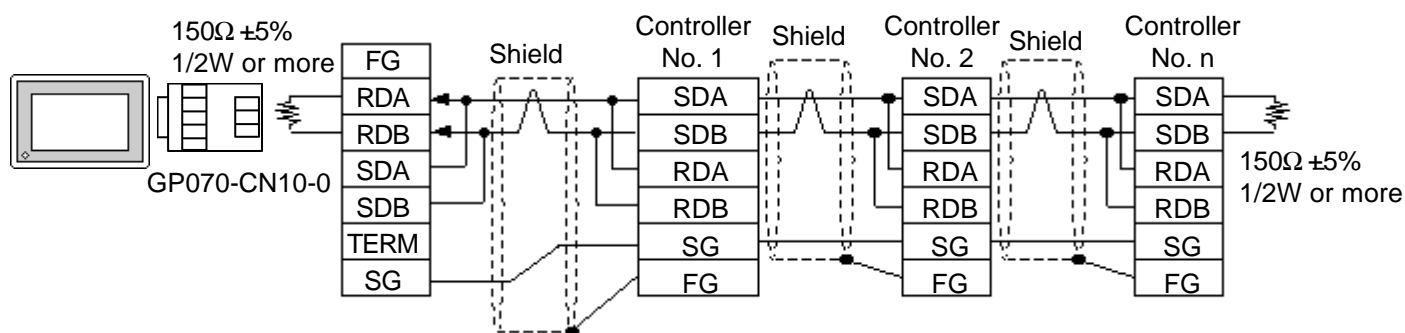 150Ω ±5%
1/2W or more
GP070-CN10-0
FG
RDA
RDB
SDA
SDB
TERM
SG
Shield
Controller
No. 1
SDA
SDB
RDA
RDB
SG
FG
Shield
Controller
No. 2
SDA
SDB
RDA
RDB
SG
FG
Shield
Controller
No. n
SDA
SDB
RDA
RDB
SG
FG
150Ω ±5%
1/2W or more